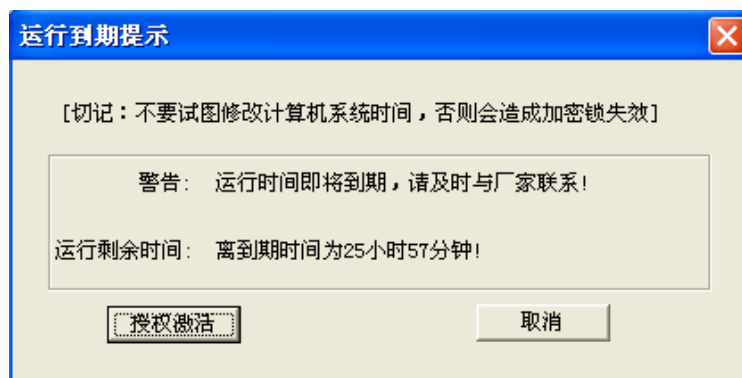 运行到期提示
[切记：不要试图修改计算机系统时间，否则会造成加密锁失效]
警告: 运行时间即将到期，请及时与厂家联系!
运行剩余时间: 离到期时间为25小时57分钟!
授权激活 取消